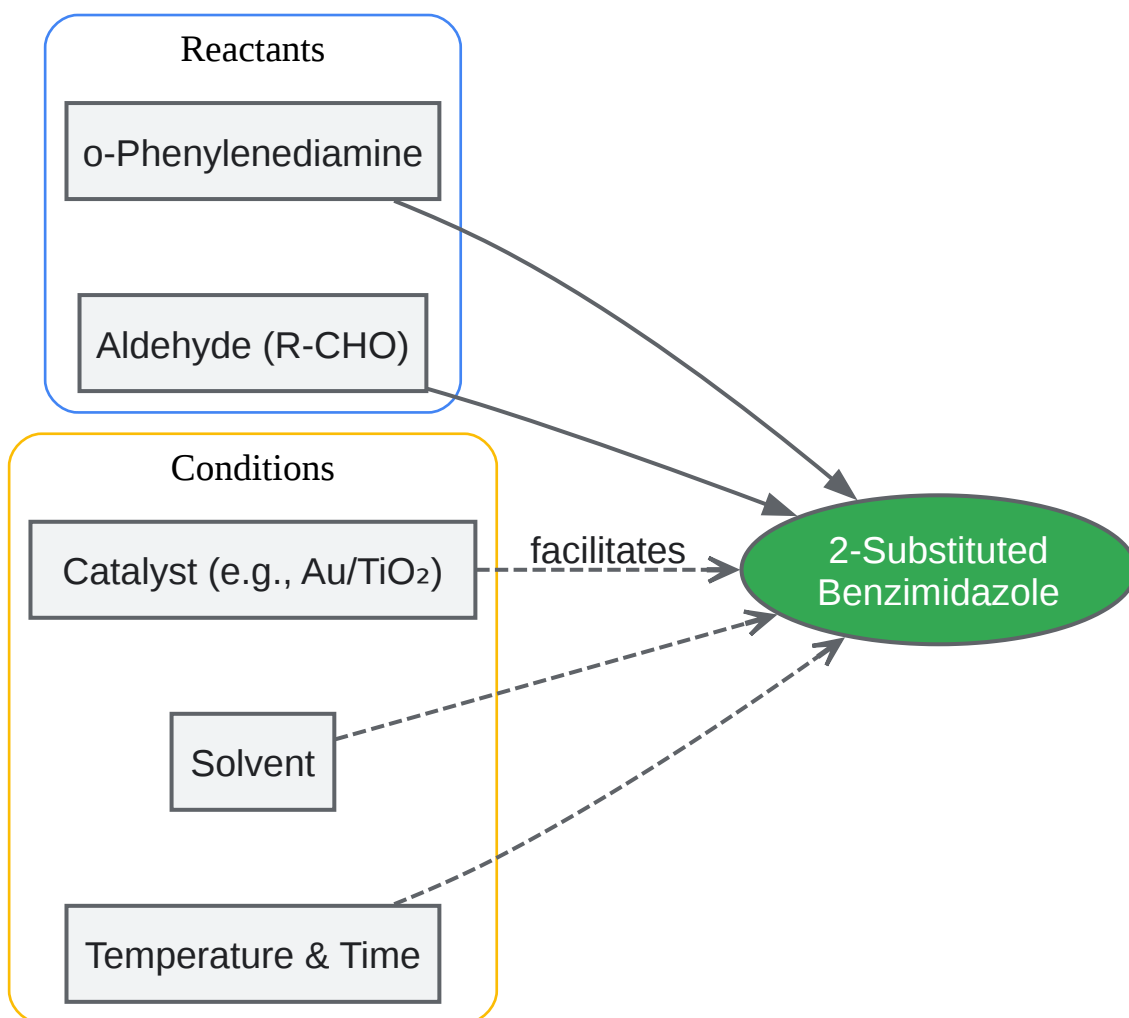 Reactants
o-Phenylenediamine
Aldehyde (R-CHO)
Conditions
Catalyst (e.g., Au/TiO₂)
facilitates
2-Substituted
Benzimidazole
Solvent
Temperature & Time